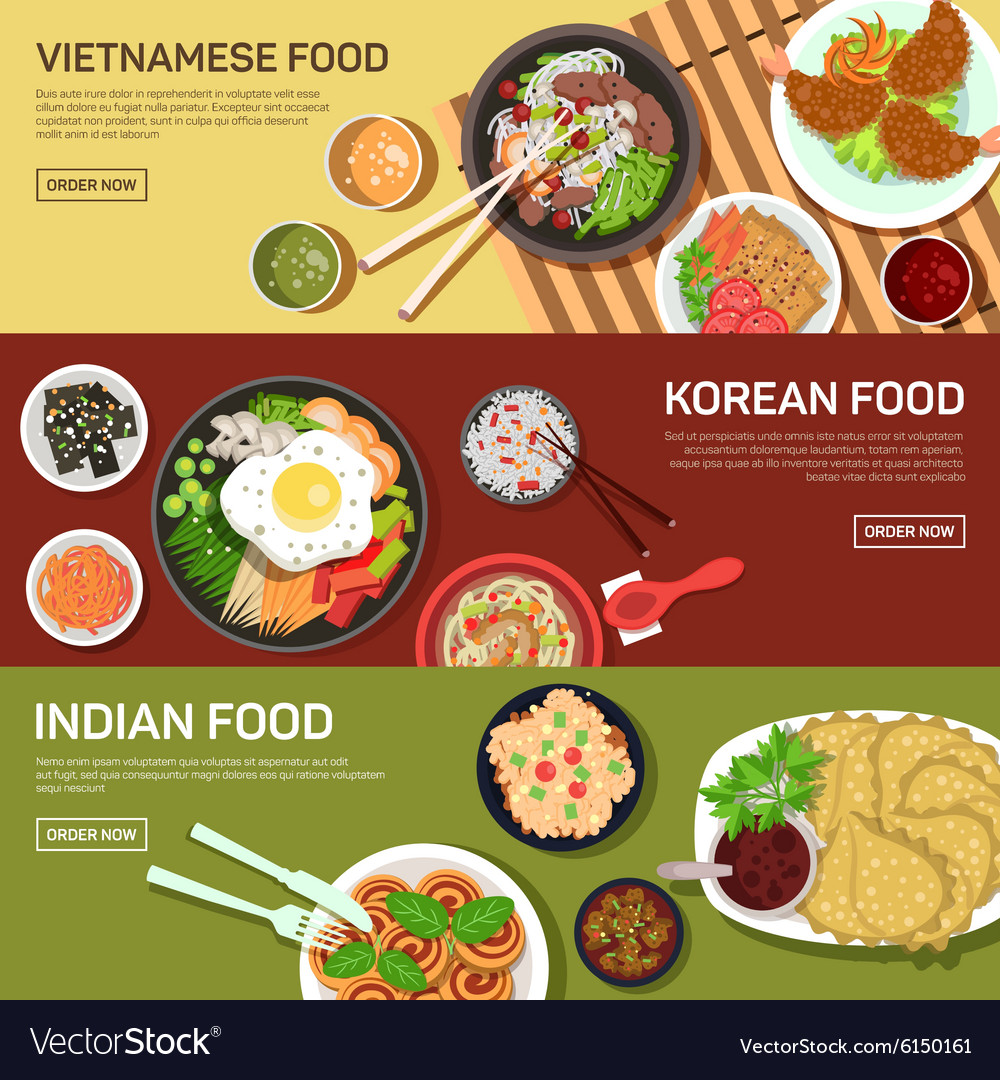 VIETNAMESE FOOD
Duis aute irure dolor in reprehenderit in voluptate velit esse
cillum dolore eu fugiat nulla pariatur. Excepteur sint occaecat
cupidatat non proident, sunt in culpa qui officia deserunt
mollit anim id est laborum
ORDER NOW
KOREAN FOOD
Sed ut perspiciatis unde omnis iste natus error sit voluptatem
accusantium doloremque laudantium, totam rem aperiam,
eaque ipsa quae ab illo inventore veritatis et quasi architecto
beatae vitae dicta sunt explicabo
ORDER NOW
INDIAN FOOD
Nemo enim ipsam voluptatem quia voluptas sit aspernatur aut odit
aut fugit, sed quia consequuntur magni dolores eos qui ratione voluptatem
sequi nesciunt
ORDER NOW
VectorStock®
VectorStock.com/6150161